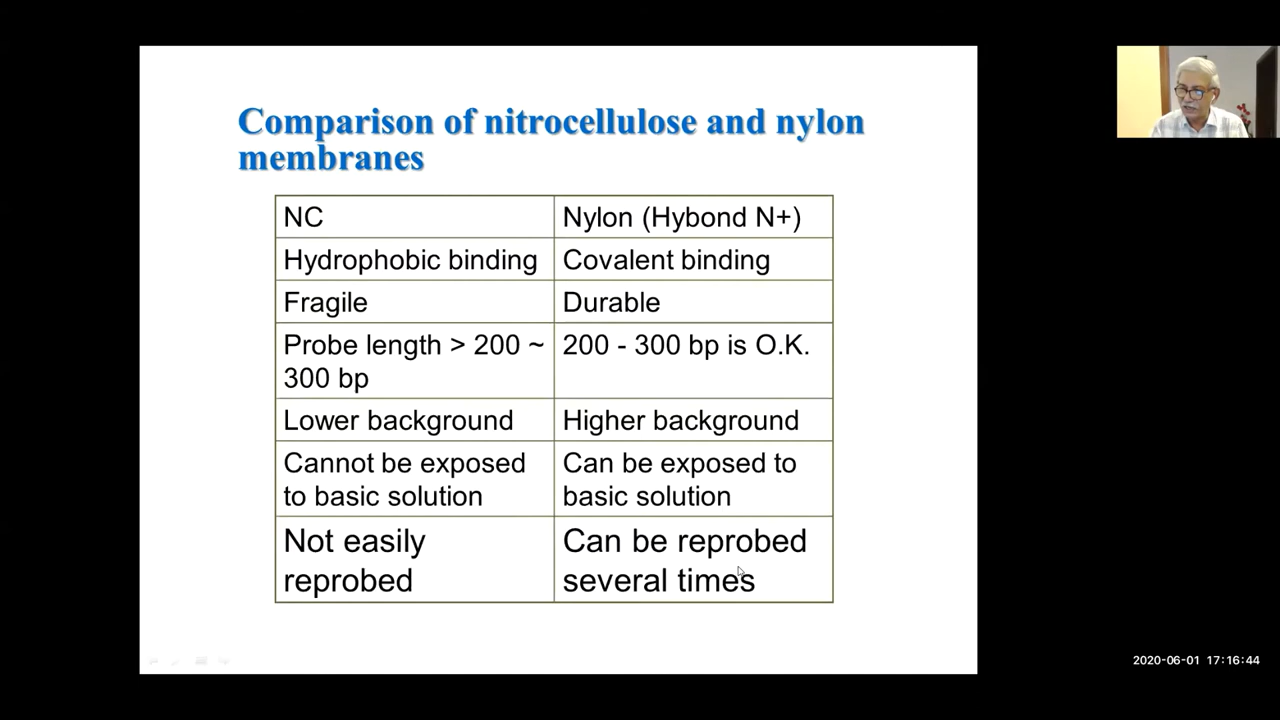 Comparison of nitrocellulose and nylon
membranes
NC
Nylon (Hybond N+)
Hydrophobic binding
Covalent binding
Fragile
Durable
Probe length > 200 ~
300 bp
200 - 300 bp is O.K.
Lower background
Higher background
Cannot be exposed
to basic solution
Can be exposed to
basic solution
Not easily
reprobed
Can be reprobed
several times
2020-06-01 17:16:44